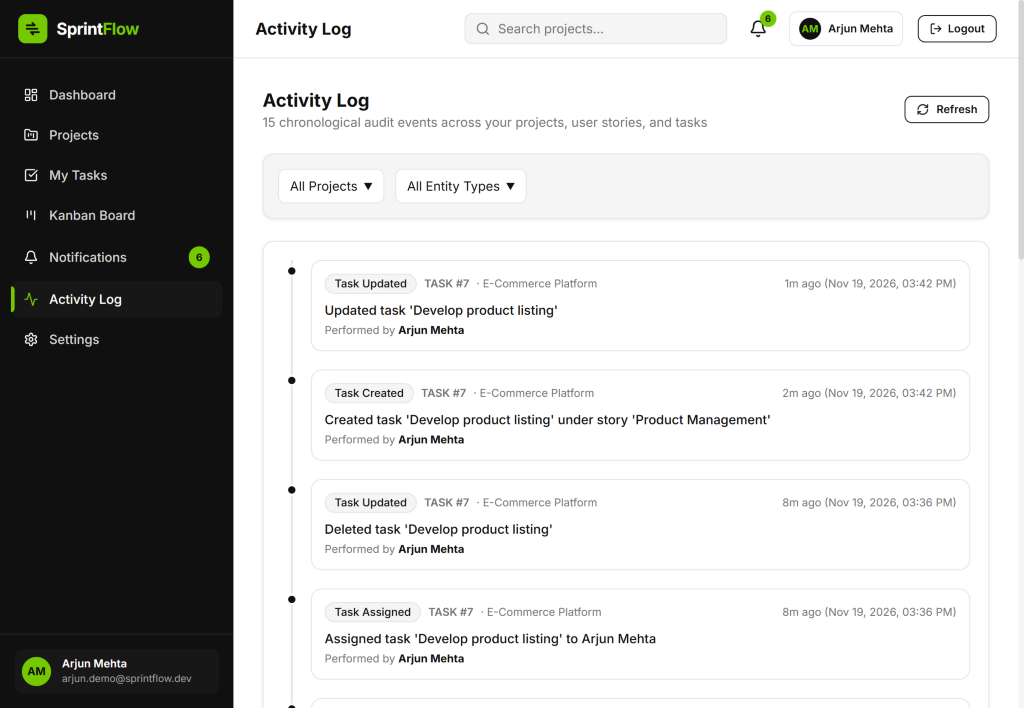 SprintFlow
Activity Log
Search projects...
6
AM
Arjun Mehta
Logout
Dashboard
Projects
My Tasks
Kanban Board
Notifications
6
Activity Log
Settings
AM
Arjun Mehta
arjun.demo@sprintflow.dev
Activity Log
15 chronological audit events across your projects, user stories, and tasks
Refresh
All Projects ▼
All Entity Types ▼
Task Updated TASK #7 · E-Commerce Platform 1m ago (Nov 19, 2026, 03:42 PM)
Updated task 'Develop product listing'
Performed by Arjun Mehta
Task Created TASK #7 · E-Commerce Platform 2m ago (Nov 19, 2026, 03:42 PM)
Created task 'Develop product listing' under story 'Product Management'
Performed by Arjun Mehta
Task Updated TASK #7 · E-Commerce Platform 8m ago (Nov 19, 2026, 03:36 PM)
Deleted task 'Develop product listing'
Performed by Arjun Mehta
Task Assigned TASK #7 · E-Commerce Platform 8m ago (Nov 19, 2026, 03:36 PM)
Assigned task 'Develop product listing' to Arjun Mehta
Performed by Arjun Mehta